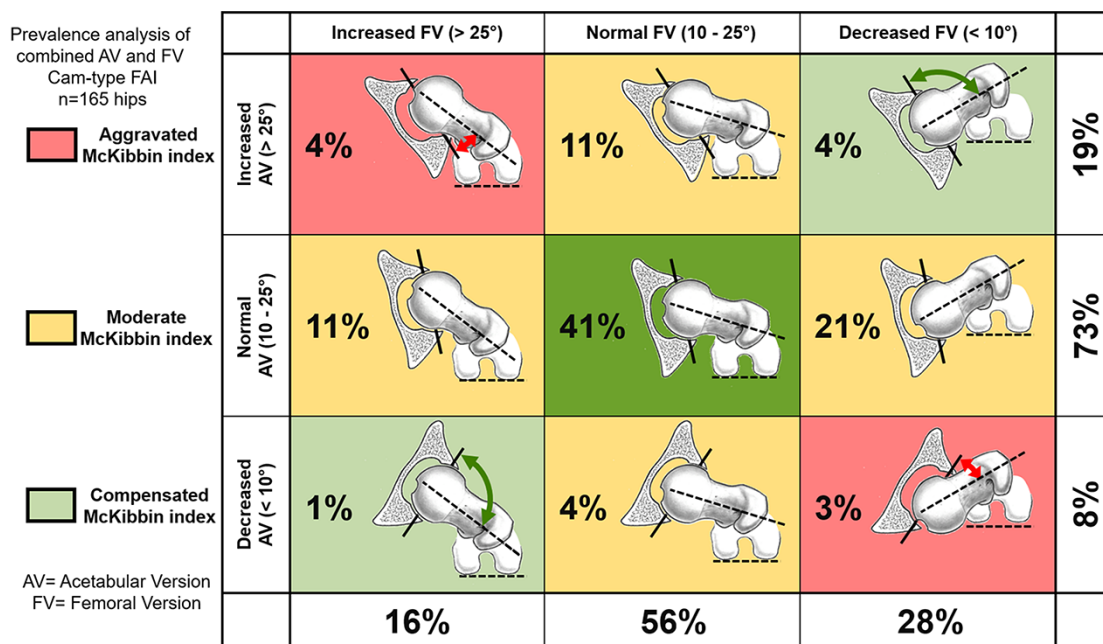 Prevalence analysis of
combined AV and FV
Cam-type FAI
n=165 hips
Aggravated
McKibbin index
Moderate
McKibbin index
Compensated
McKibbin index
AV= Acetabular Version
FV= Femoral Version
Increased FV (> 25°)
Normal FV (10 - 25°)
Decreased FV (< 10°)
Increased
AV (> 25°)
4%
11%
4%
19%
Normal
AV (10 - 25°)
11%
41%
21%
73%
Decreased
AV (< 10°)
1%
4%
3%
8%
16%
56%
28%